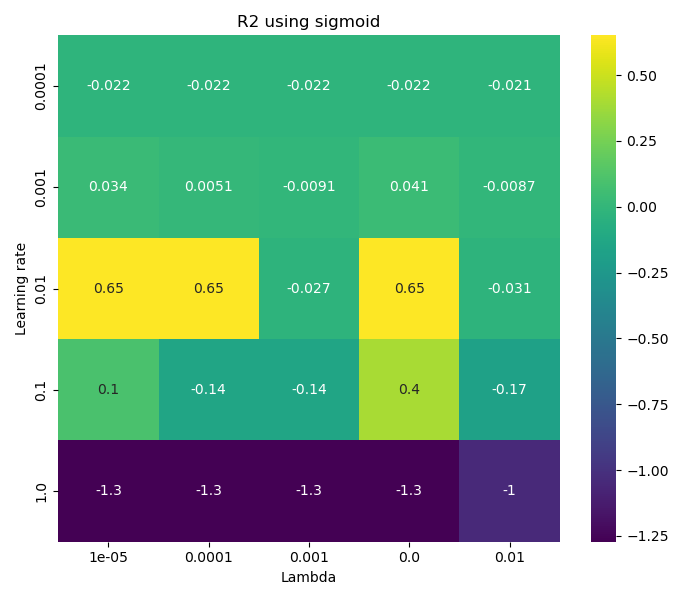 R2 using sigmoid
0.0001 -0.022 -0.022 -0.022 -0.022 -0.021
0.001 0.034 0.0051 -0.0091 0.041 -0.0087
0.01 0.65 0.65 -0.027 0.65 -0.031
0.1 0.1 -0.14 -0.14 0.4 -0.17
1.0 -1.3 -1.3 -1.3 -1.3 -1
Learning rate
1e-05 0.0001 0.001 0.0 0.01
Lambda
0.50
0.25
0.00
−0.25
−0.50
−0.75
−1.00
−1.25